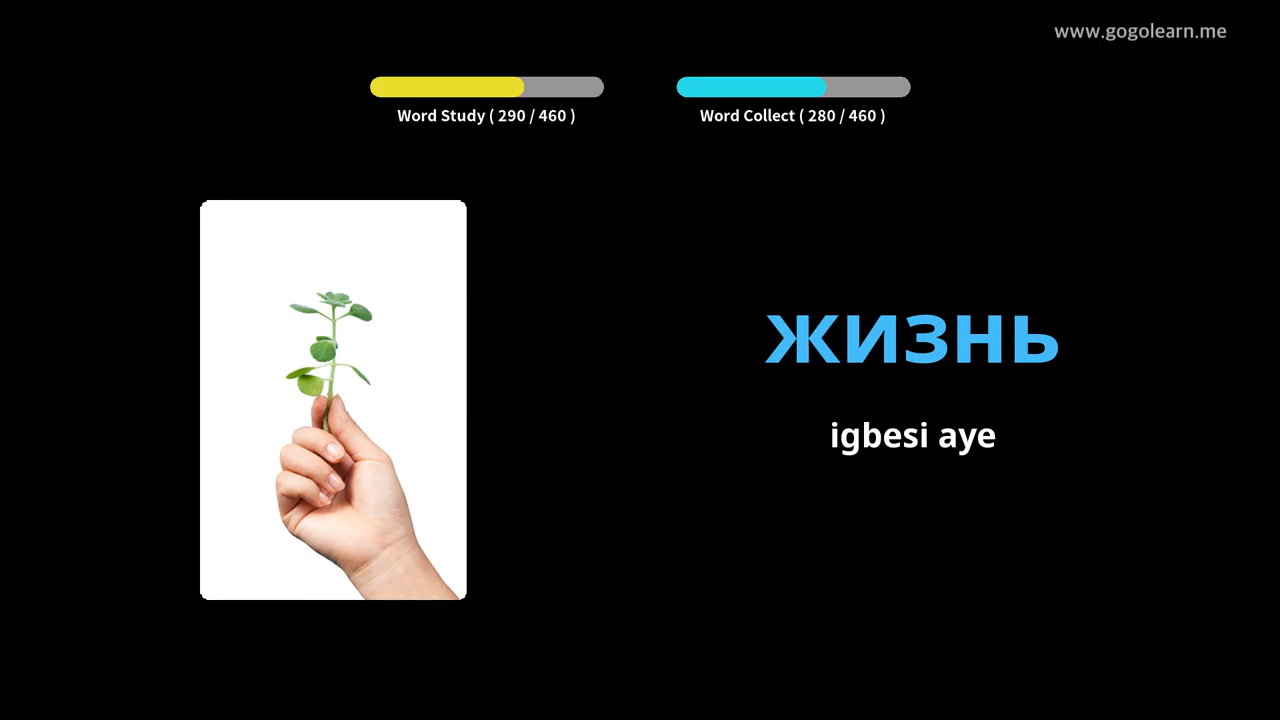 www.gogolearn.me
Word Study ( 290 / 460 )
Word Collect ( 280 / 460 )
жизнь
igbesi aye